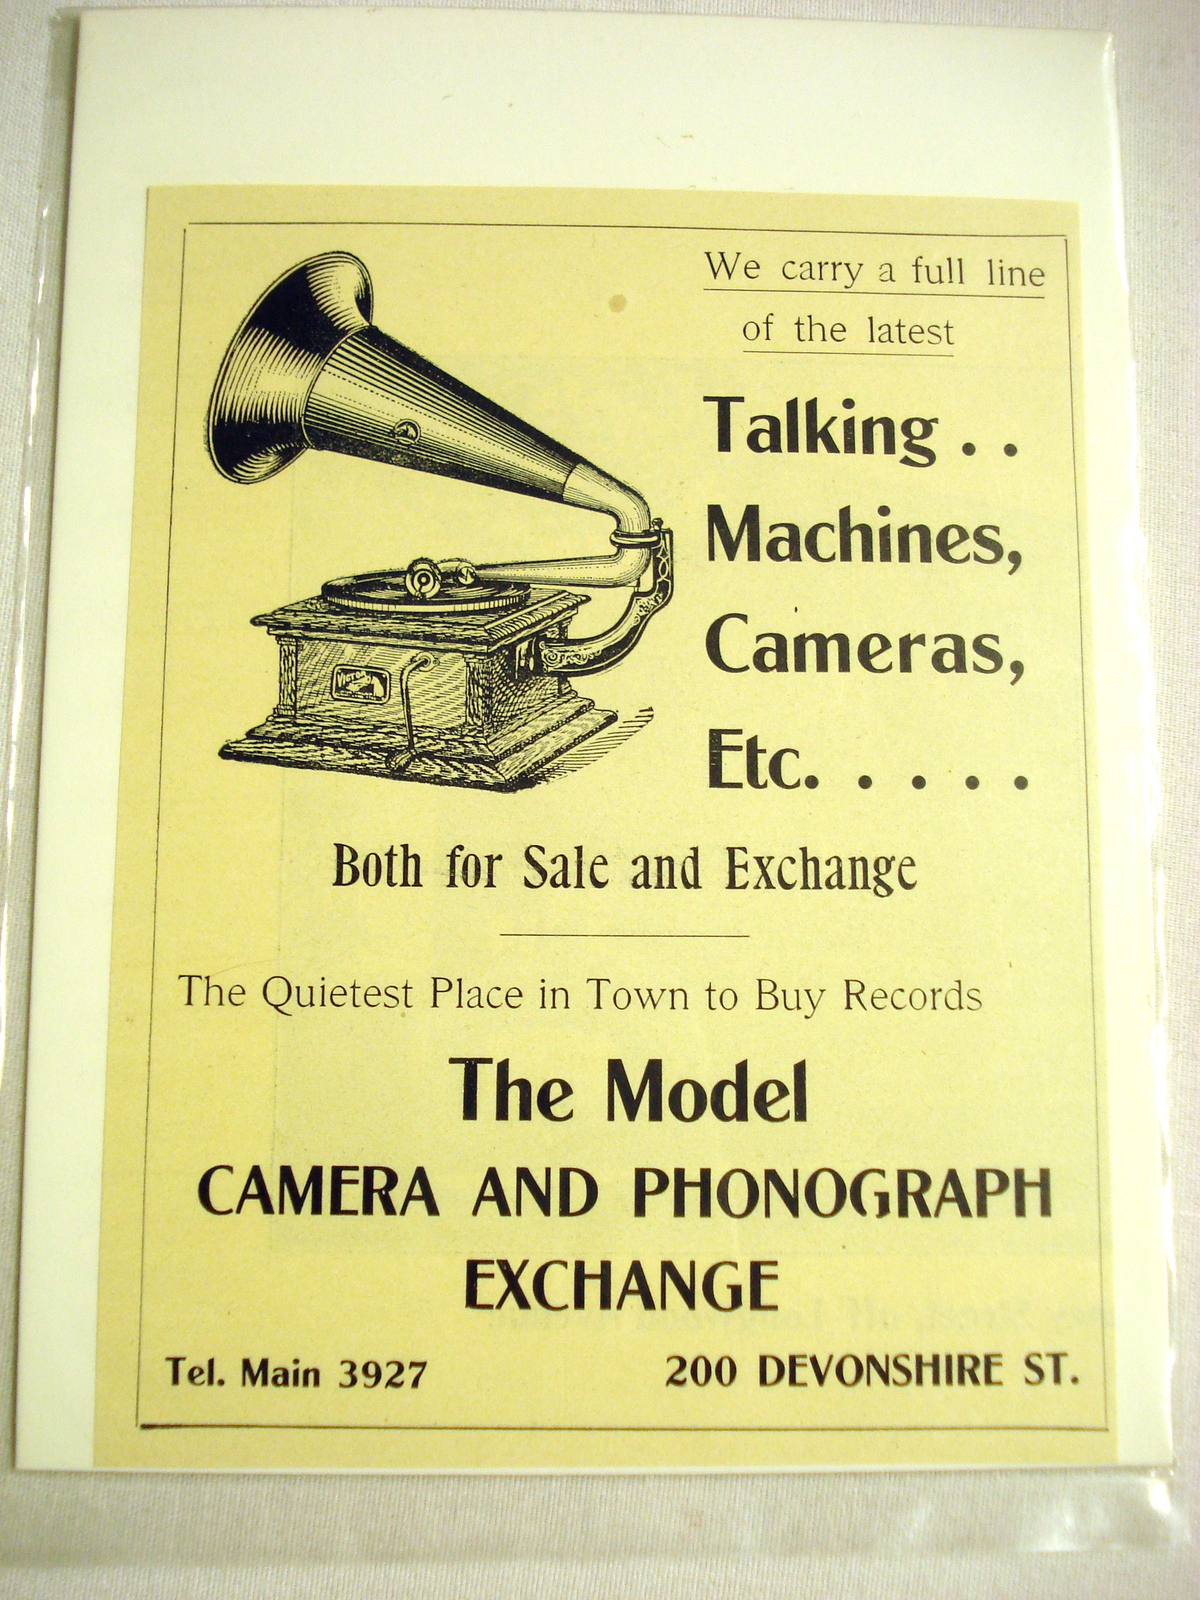 We carry a full line
of the latest
Talking . .
Machines,
Cameras,
Etc. . . . .
Both for Sale and Exchange
The Quietest Place in Town to Buy Records
The Model
CAMERA AND PHONOGRAPH
EXCHANGE
Tel. Main 3927 200 DEVONSHIRE ST.